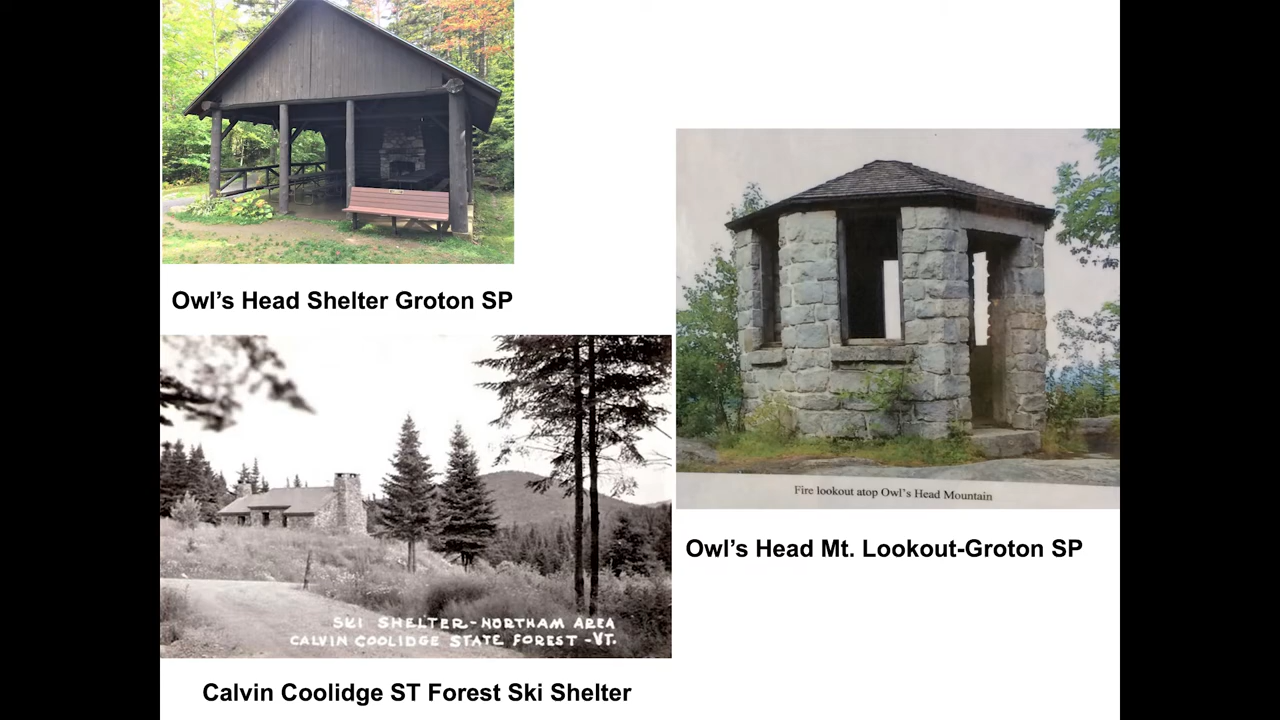 Owl's Head Shelter Groton SP
Fire lookout atop Owl's Head Mountain
Owl's Head Mt. Lookout-Groton SP
SKI SHELTER-NORTHAM AREA
CALVIN COOLIDGE STATE FOREST -VT.
Calvin Coolidge ST Forest Ski Shelter